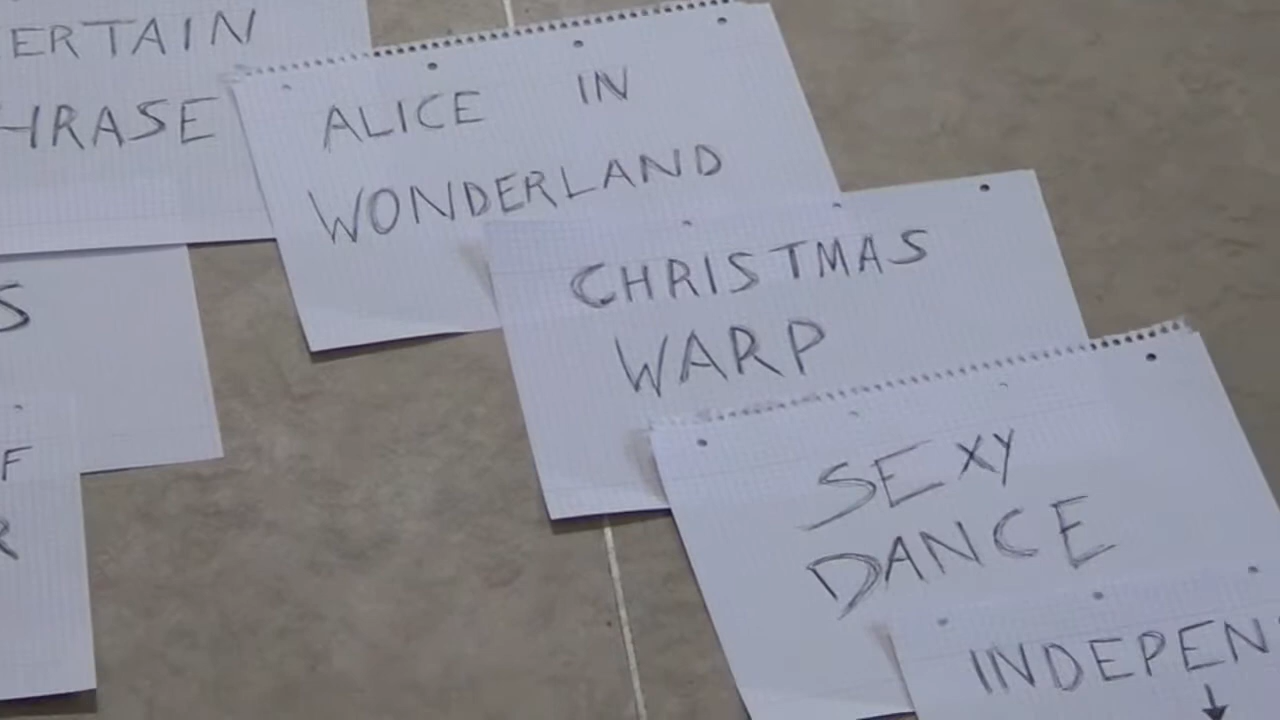 ERTAIN
HRASE
ALICE IN
WONDERLAND
S
F
R
CHRISTMAS
WARP
SEXY
DANCE
INDEPEN